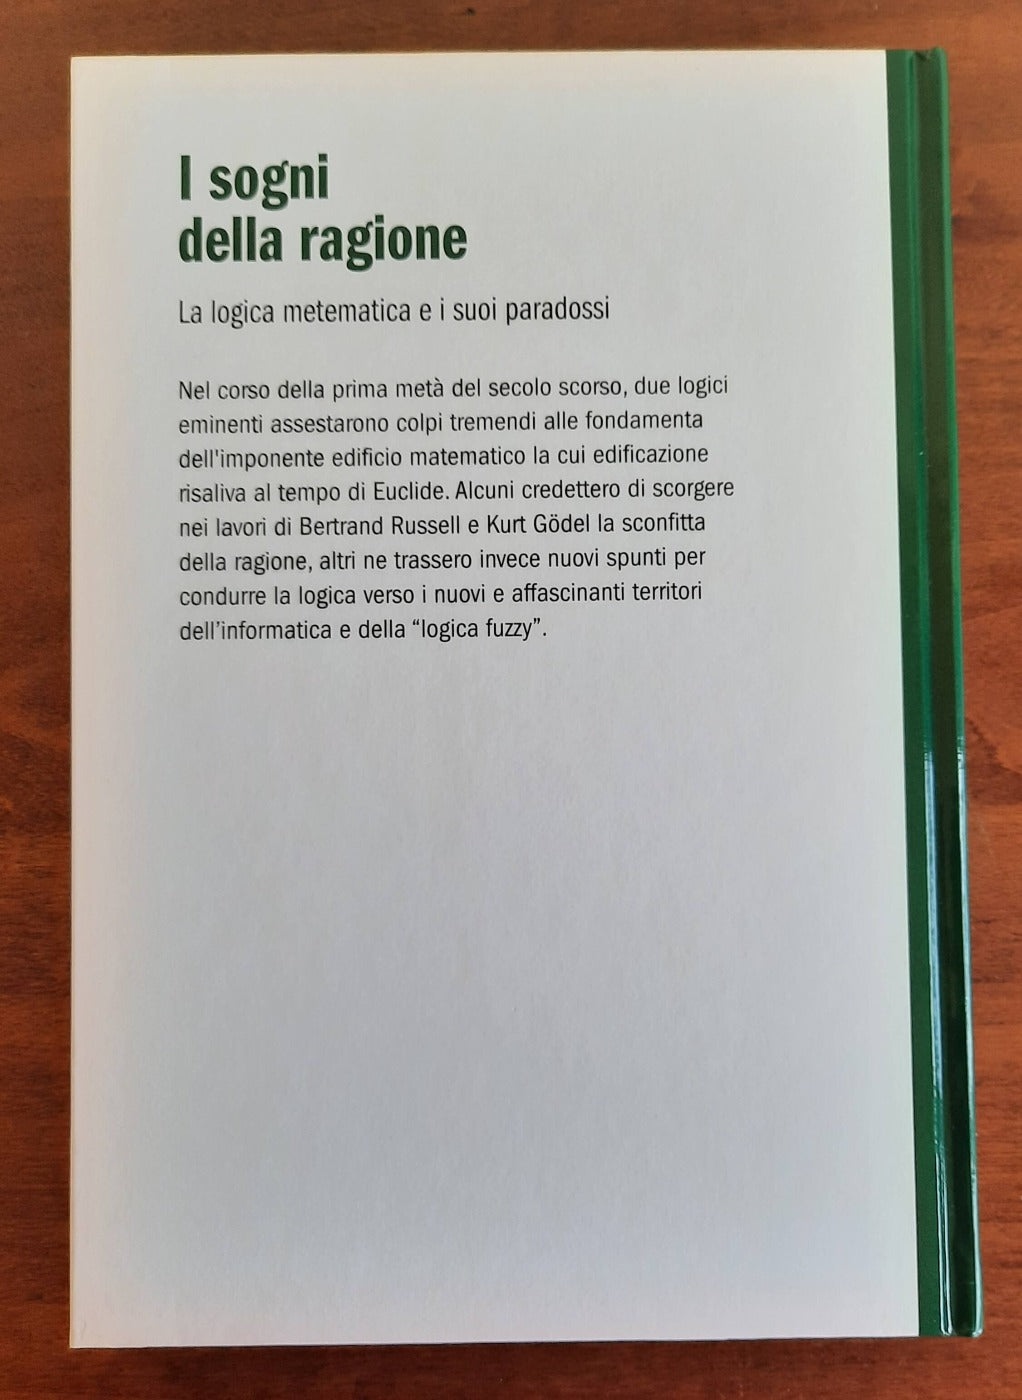 I sogni
della ragione
La logica metematica e i suoi paradossi
Nel corso della prima metà del secolo scorso, due logici
eminenti assestarono colpi tremendi alle fondamenta
dell'imponente edificio matematico la cui edificazione
risaliva al tempo di Euclide. Alcuni credettero di scorgere
nei lavori di Bertrand Russell e Kurt Gödel la sconfitta
della ragione, altri ne trassero invece nuovi spunti per
condurre la logica verso i nuovi e affascinanti territori
dell’informatica e della “logica fuzzy”.